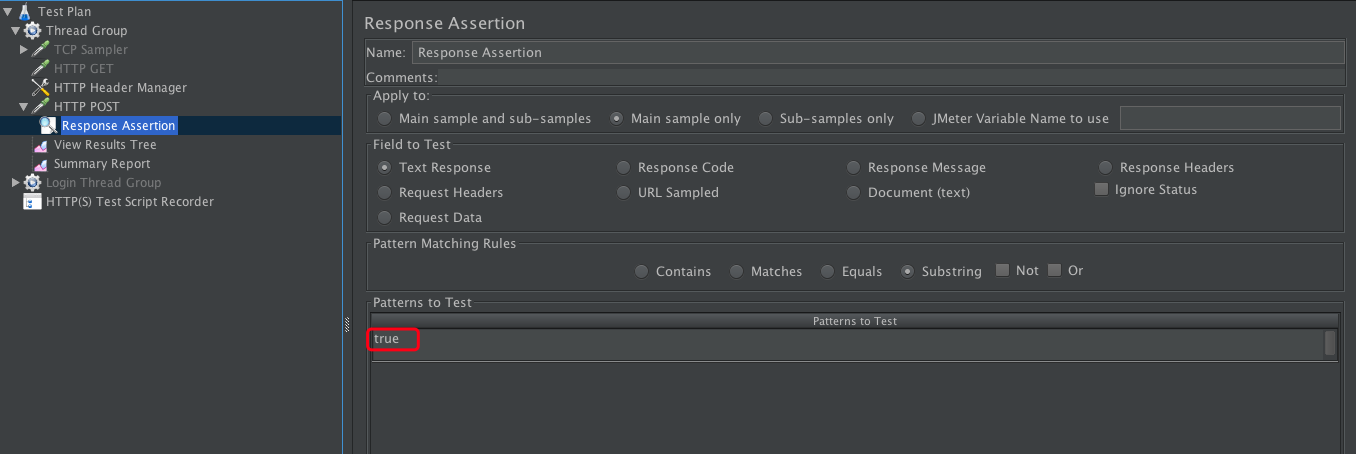 Test Plan
Thread Group
TCP Sampler
HTTP GET
HTTP Header Manager
HTTP POST
Response Assertion
View Results Tree
Summary Report
Login Thread Group
HTTP(S) Test Script Recorder
Response Assertion
Name: Response Assertion
Comments:
Apply to:
Main sample and sub-samples Main sample only Sub-samples only JMeter Variable Name to use
Field to Test
Text Response Response Code Response Message Response Headers
Request Headers URL Sampled Document (text) Ignore Status
Request Data
Pattern Matching Rules
Contains Matches Equals Substring Not Or
Patterns to Test
Patterns to Test
true